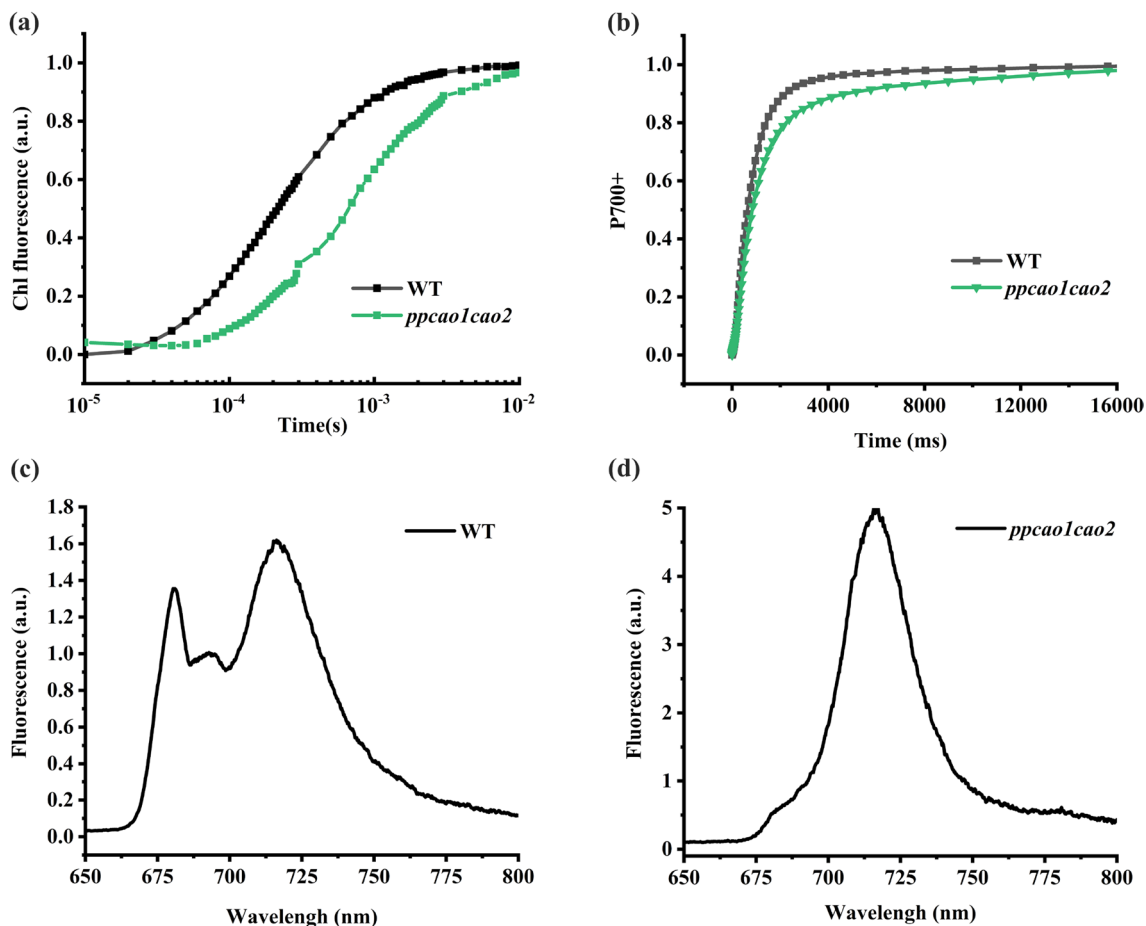 (a)
Chl fluorescence (a.u.)
1.0
0.8
0.6
0.4
0.2
0.0
10-5
10-4
10-3
10-2
Time(s)
WT
ppcao1cao2
(b)
P700+
1.0
0.8
0.6
0.4
0.2
0.0
0
4000
8000
12000
16000
Time (ms)
WT
ppcao1cao2
(c)
Fluorescence (a.u.)
1.8
1.6
1.4
1.2
1.0
0.8
0.6
0.4
0.2
0.0
650
675
700
725
750
775
800
Wavelengh (nm)
WT
(d)
Fluorescence (a.u.)
5
4
3
2
1
0
650
675
700
725
750
775
800
Wavelengh (nm)
ppcao1cao2